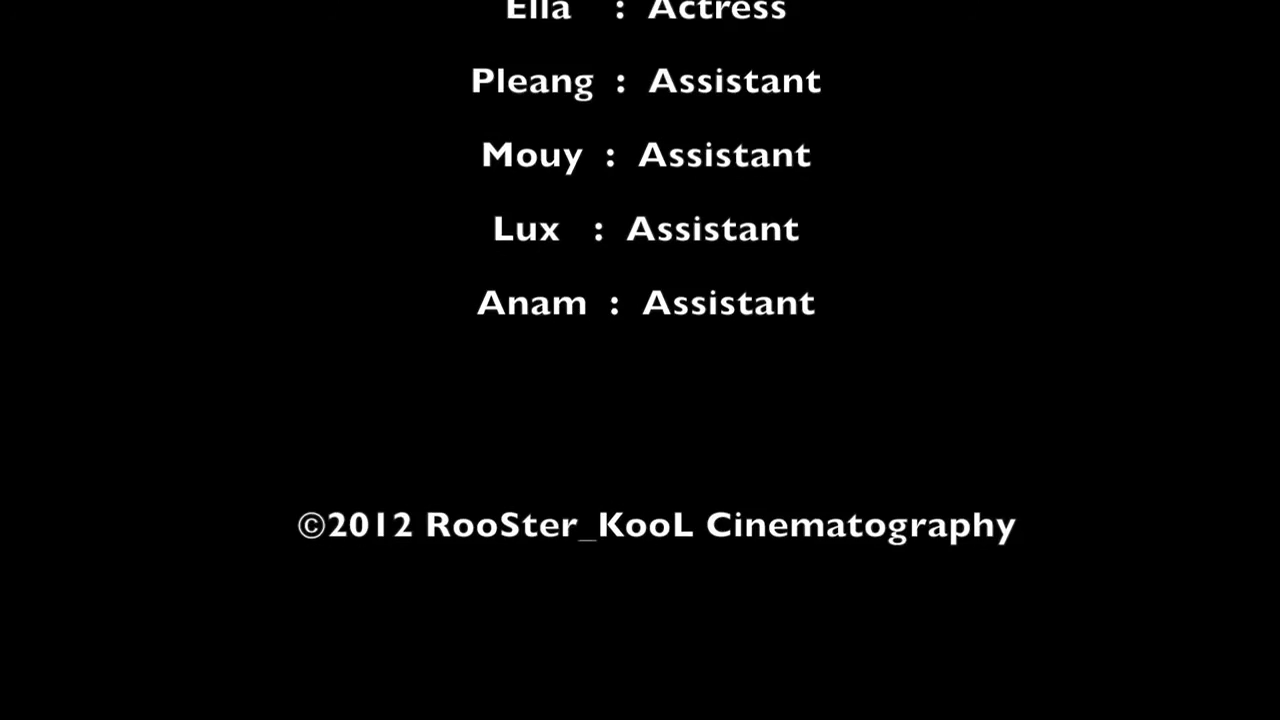 Ella : Actress
Pleang : Assistant
Mouy : Assistant
Lux : Assistant
Anam : Assistant
©2012 RooSter_KooL Cinematography